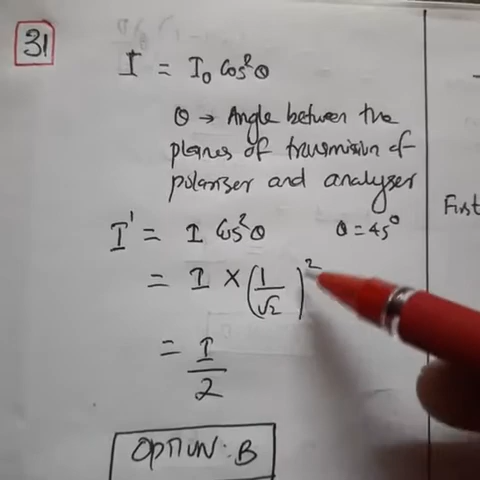 31
I = I₀ Cos²θ
θ → Angle between the
planes of transmission of
polariser and analyser
I' = I Cos²θ θ = 45°
First
= I × (1/√2)²
= I/2
OPTION: B